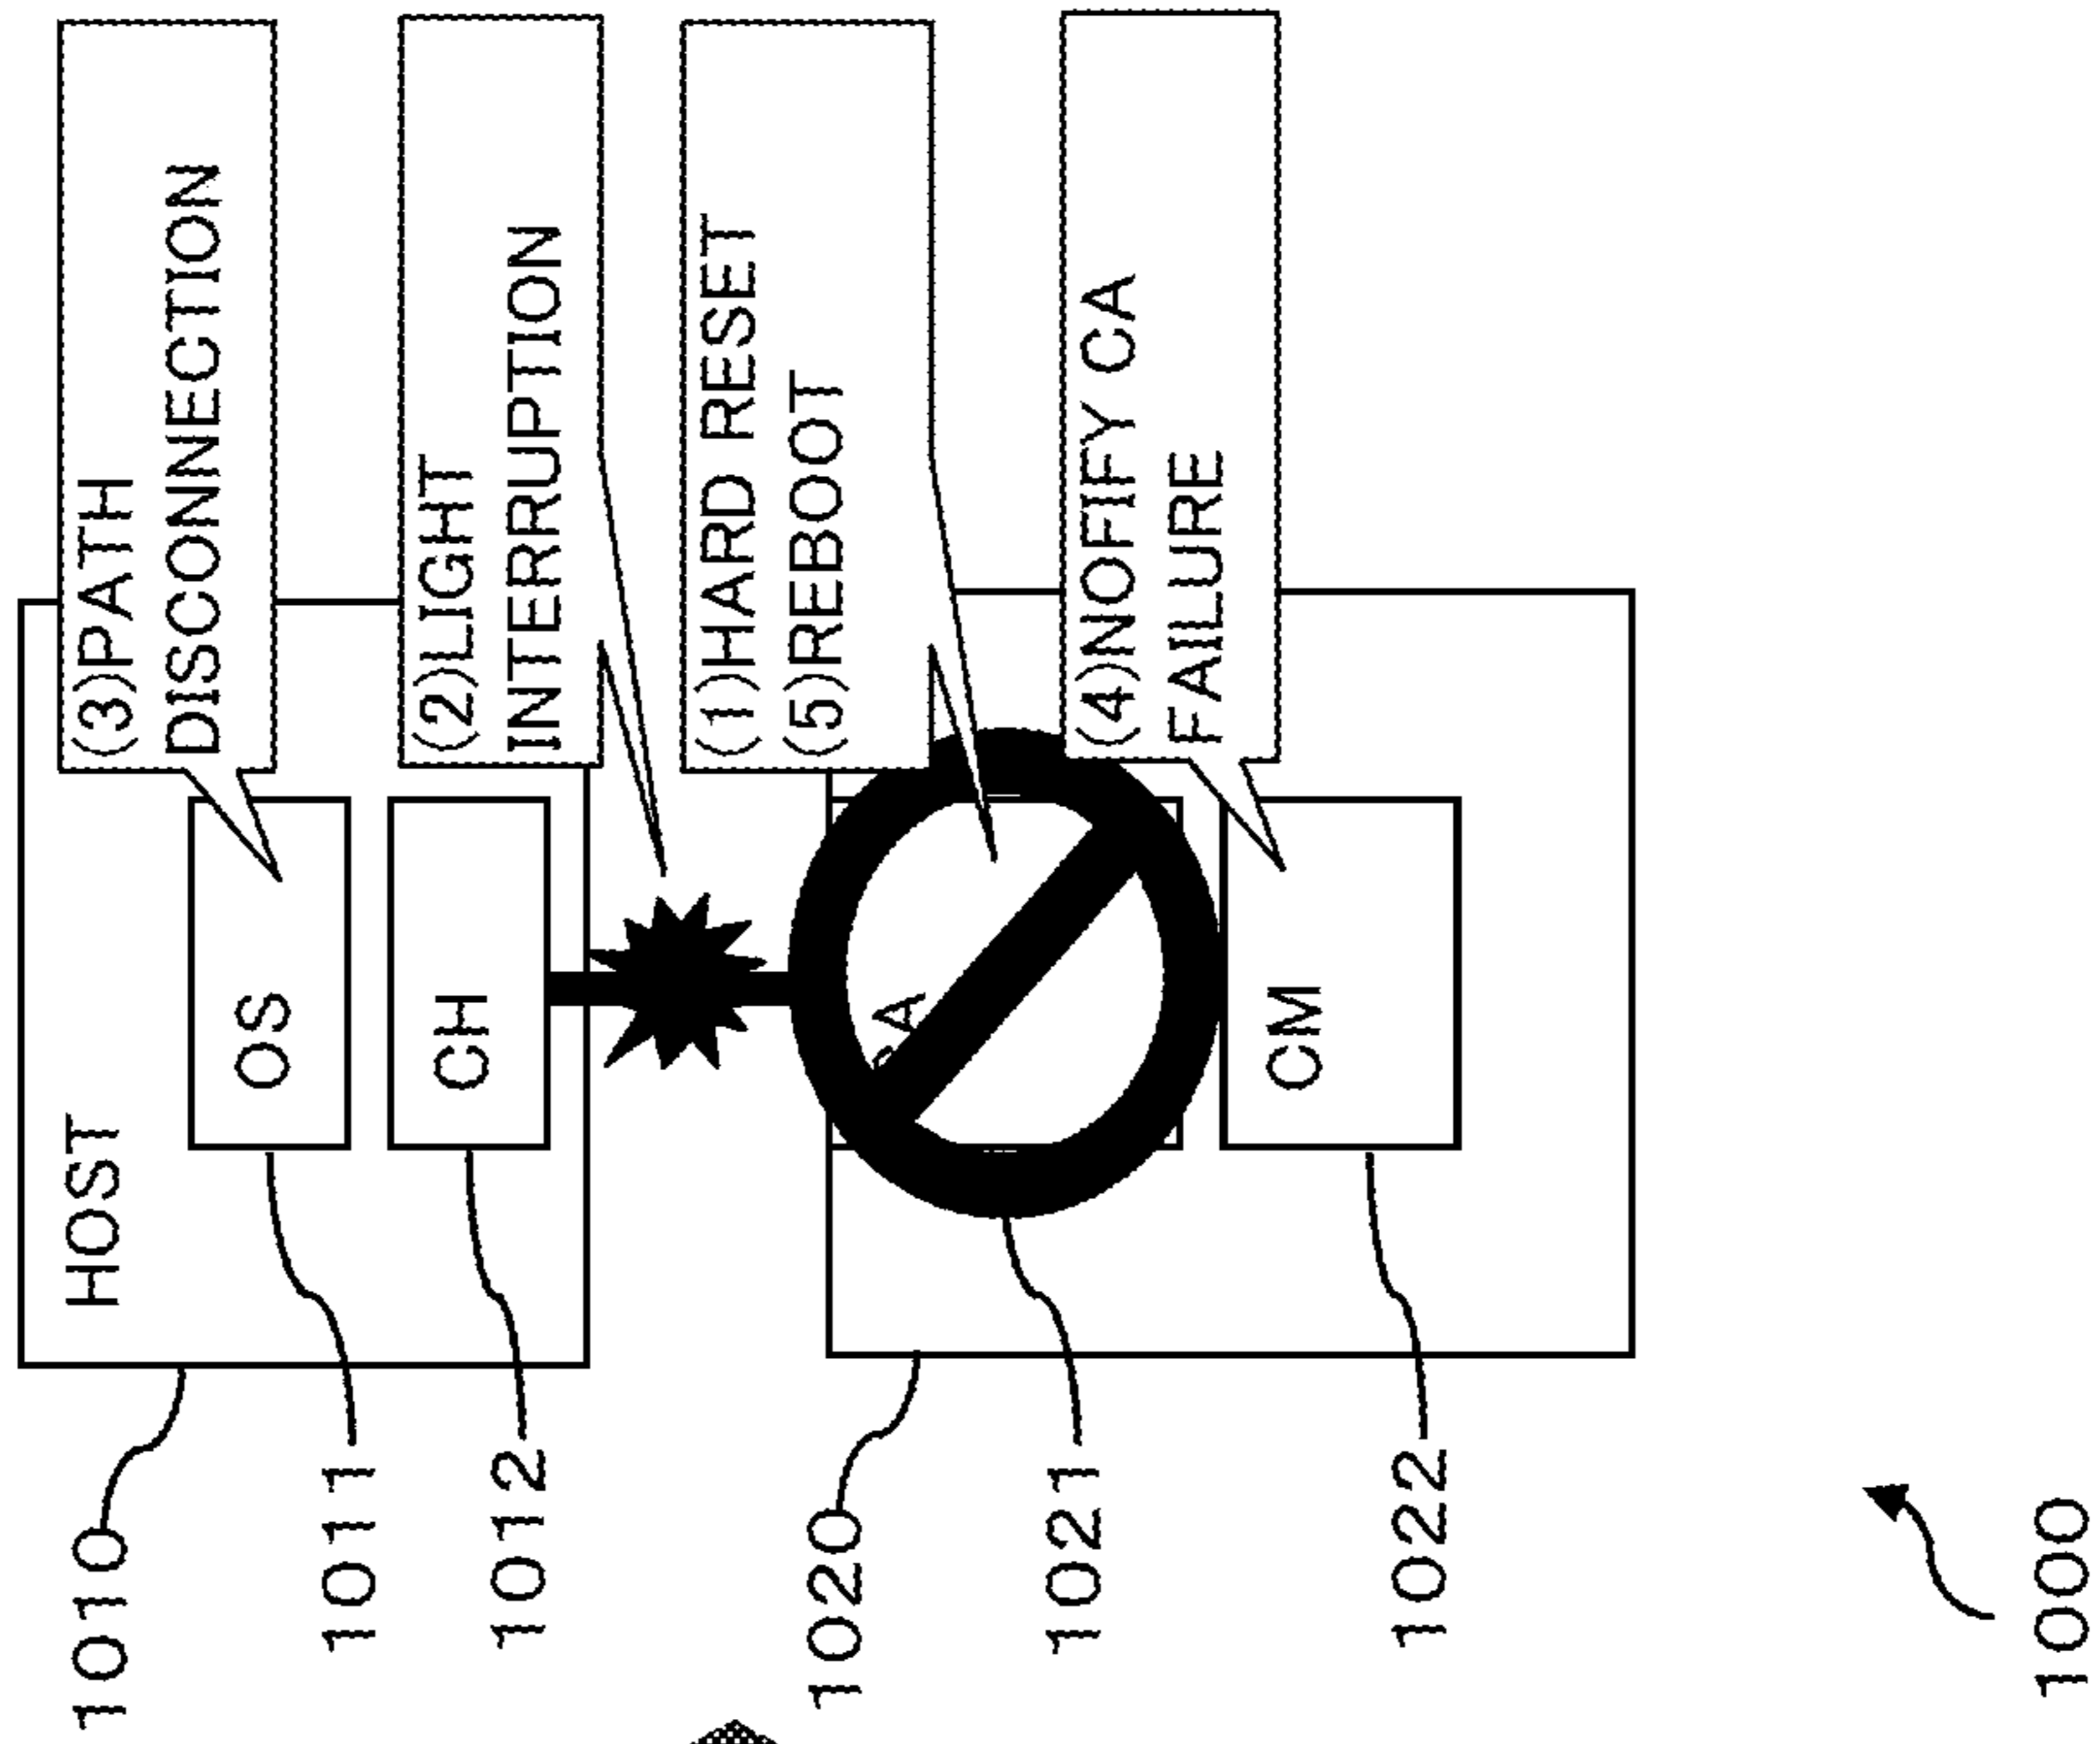 (3)PATH
DISCONNECTION
(2)LIGHT
INTERRUPTION
(1)HARD RESET
(5)REBOOT
(4)NOFIFY CA
FAILURE
HOST
OS
CH
CM
1010
1011
1012
1020
1021
1022
1000